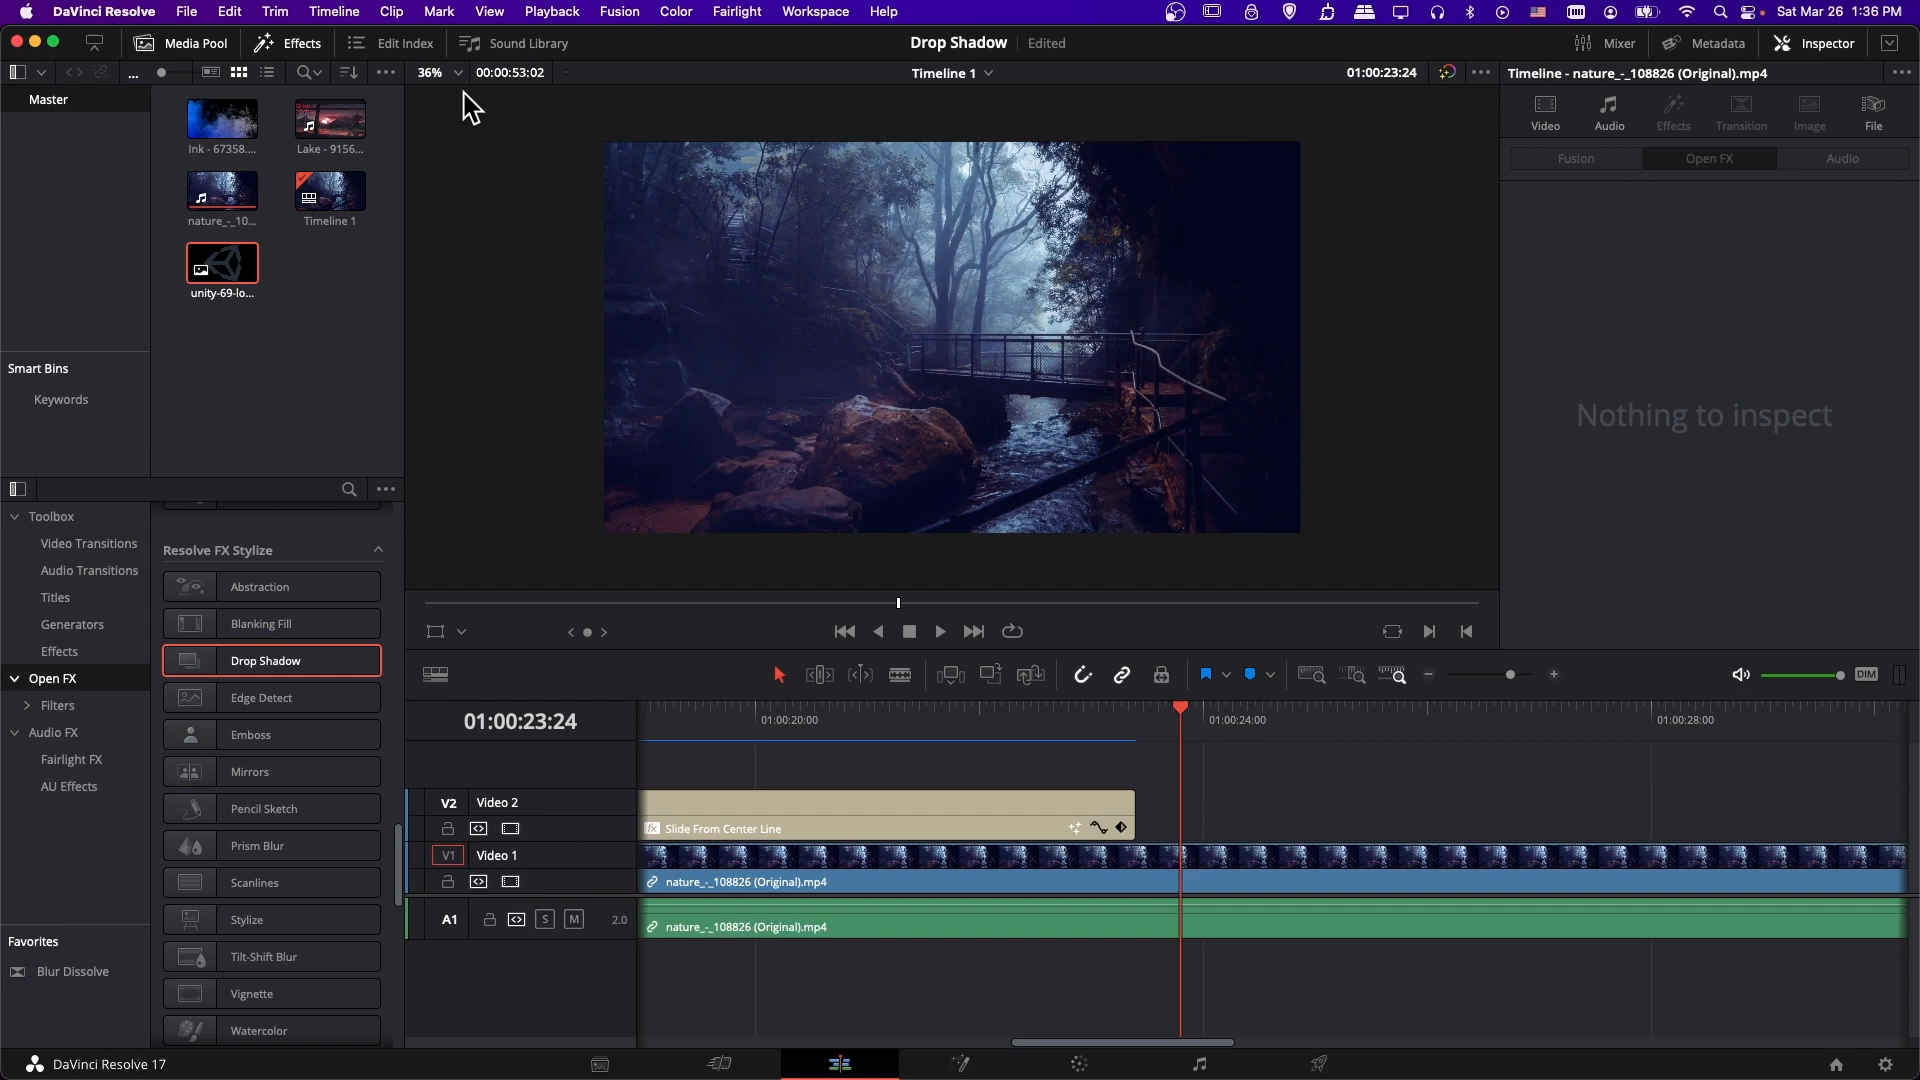 DaVinci Resolve File Edit Trim Timeline Clip Mark View Playback Fusion Color Fairlight Workspace Help Sat Mar 26 1:36 PM
Media Pool Effects Edit Index Sound Library Drop Shadow Edited Mixer Metadata Inspector
36% 00:00:53:02 Timeline 1 01:00:23:24 Timeline - nature_-_108826 (Original).mp4
Master
Ink - 67358.... Lake - 9156...
nature_-_10... Timeline 1
unity-69-lo...
Smart Bins
Keywords
Video Audio Effects Transition Image File
Fusion Open FX Audio
Nothing to inspect
Toolbox
Video Transitions
Audio Transitions
Titles
Generators
Effects
Open FX
Filters
Audio FX
Fairlight FX
AU Effects
Favorites
Blur Dissolve
Resolve FX Stylize
Abstraction
Blanking Fill
Drop Shadow
Edge Detect
Emboss
Mirrors
Pencil Sketch
Prism Blur
Scanlines
Stylize
Tilt-Shift Blur
Vignette
Watercolor
DIM
01:00:23:24 01:00:20:00 01:00:24:00 01:00:28:00
V2 Video 2
fx Slide From Center Line
V1 Video 1
nature_-_108826 (Original).mp4
A1 S M 2.0
nature_-_108826 (Original).mp4
DaVinci Resolve 17